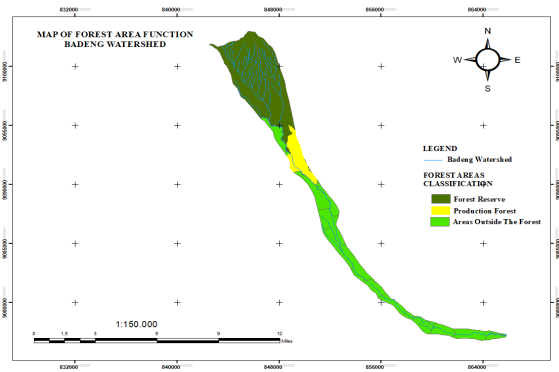 832000 840000 848000 856000 864000
MAP OF FOREST AREA FUNCTION
BADENG WATERSHED
N
W E
S
LEGEND
Badeng Watershed
FOREST AREAS
CLASSIFICATION
Forest Reserve
Production Forest
Areas Outside The Forest
1:150.000
0 1,5 3 6 9 12
Miles
832000 840000 848000 856000 864000